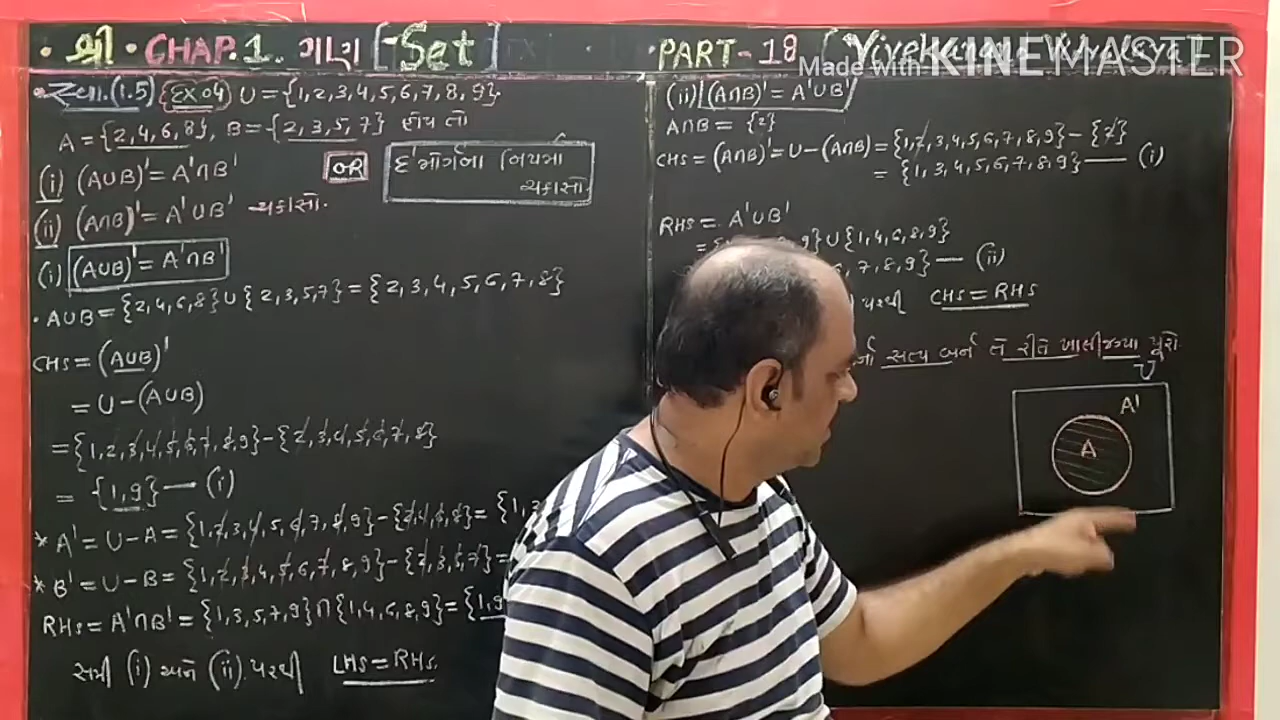 • શ્રી • CHAP. 1. ગણ [-Set]
PART - 18 [Vivekanand Vidyalaya]
Made with KINEMASTER
સ્વા. (1.5) {EX 04} U = {1,2,3,4,5,6,7,8,9}.
A = {2,4,6,8}, B = {2,3,5,7} હોય તો
(i) (A∪B)' = A'∩B'
OR
દ'મોર્ગનના નિયમો
ચકાસો.
(ii) (A∩B)' = A'∪B' ચકાસો.
(i) (A∪B)' = A'∩B'
• A∪B = {2,4,6,8} ∪ {2,3,5,7} = {2,3,4,5,6,7,8}
LHS = (A∪B)'
= U-(A∪B)
= {1,2,3,4,5,6,7,8,9} - {2,3,4,5,6,7,8}
= {1,9} — (i)
* A' = U-A = {1,2,3,4,5,6,7,8,9} - {2,4,6,8} = {1,3
* B' = U-B = {1,2,3,4,5,6,7,8,9} - {2,3,5,7} =
RHS = A'∩B' = {1,3,5,7,9} ∩ {1,4,6,8,9} = {1,9
સમી (i) અને (ii) પરથી LHS = RHS.
(ii) (A∩B)' = A'∪B'
A∩B = {2}
LHS = (A∩B)' = U-(A∩B) = {1,2,3,4,5,6,7,8,9} - {2}
= {1,3,4,5,6,7,8,9} — (i)
RHS = A'∪B'
= { 9} ∪ {1,4,6,8,9}
6,7,8,9} — (ii)
પરથી LHS = RHS
સત્ય બને તે રીતે ખાલીજગ્યા પૂરો
U
A'
A